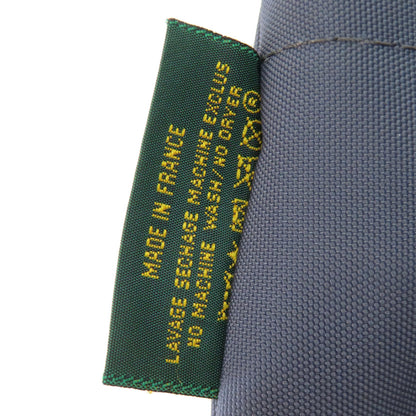 MADE IN FRANCE
LAVAGE SECHAGE MACHINE EXCLUS
NO MACHINE WASH/NO DRYER